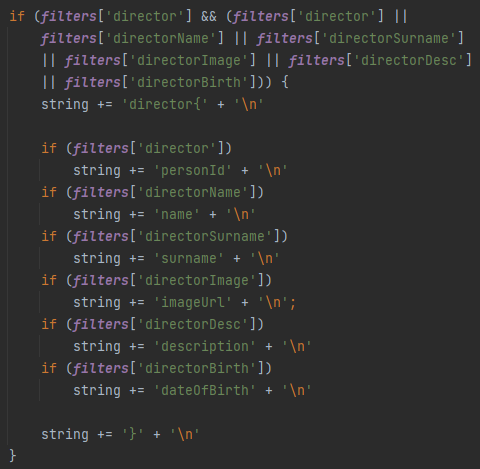 if (filters['director'] && (filters['director'] ||
filters['directorName'] || filters['directorSurname']
|| filters['directorImage'] || filters['directorDesc']
|| filters['directorBirth'])) {
string += 'director{' + '\n'
if (filters['director'])
string += 'personId' + '\n'
if (filters['directorName'])
string += 'name' + '\n'
if (filters['directorSurname'])
string += 'surname' + '\n'
if (filters['directorImage'])
string += 'imageUrl' + '\n';
if (filters['directorDesc'])
string += 'description' + '\n'
if (filters['directorBirth'])
string += 'dateOfBirth' + '\n'
string += '}' + '\n'
}